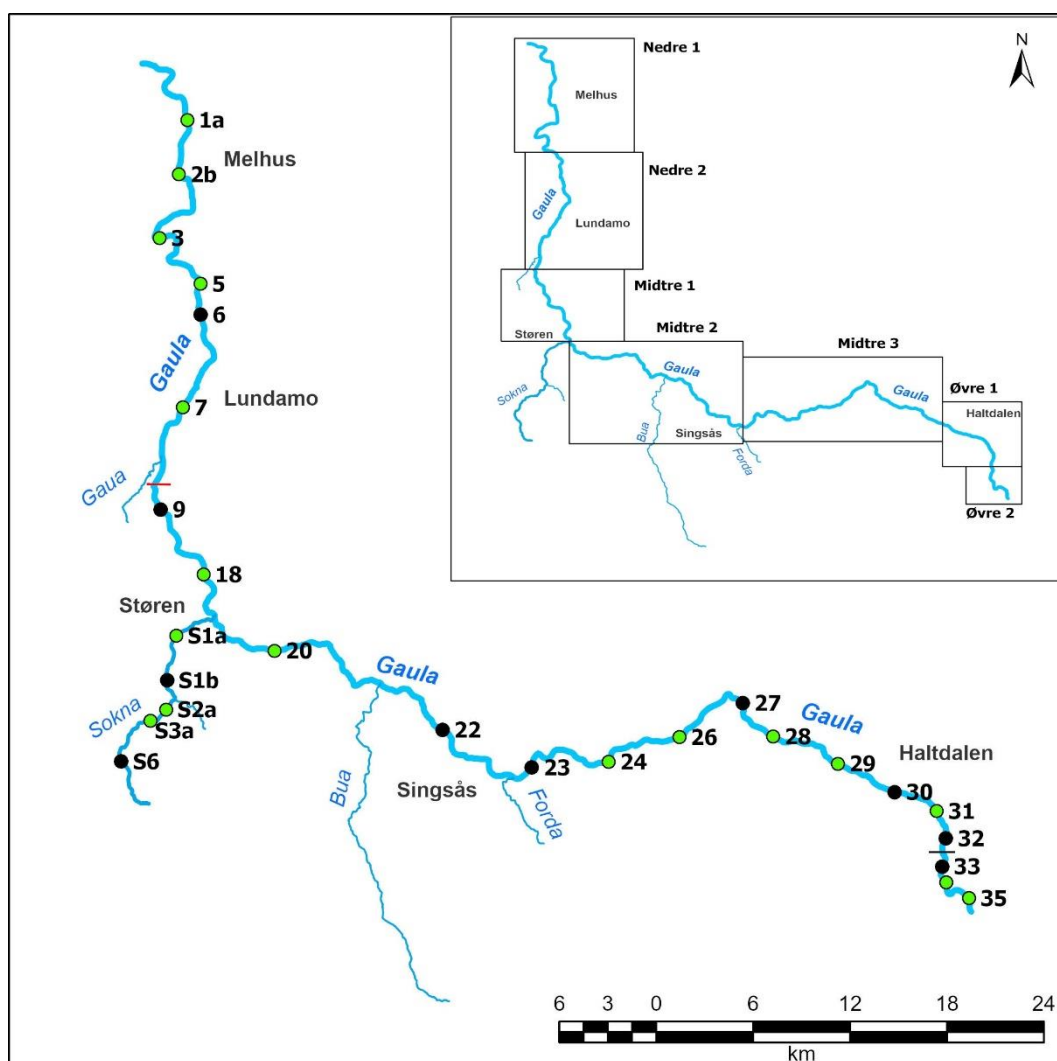 Nedre 1
N
Melhus
1a
Melhus
2b
Nedre 2
3
Gaula
Lundamo
5
6
Midtre 1
Gaula
Lundamo
7
Støren
Midtre 2
Midtre 3
Gaula
Gaula
Øvre 1
Haltdalen
Sokna
Bua
Singsås
Forda
Øvre 2
Gaua
9
18
Støren
S1a
20
S1b
Gaula
Sokna
S2a
S3a
S6
22
Bua
Singsås
23
Forda
24
26
27
28
Gaula
29
Haltdalen
30
31
32
33
35
6 3 0 6 12 18 24
km